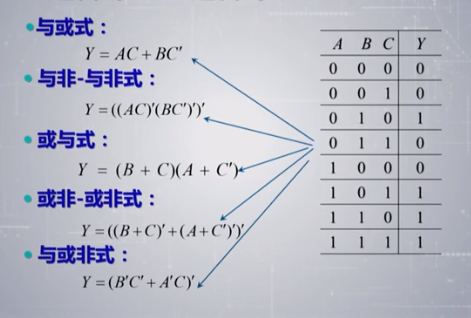 •与或式：
Y = AC + BC′
•与非-与非式：
Y = ((AC)′(BC′)′)′
•或与式：
Y = (B + C)(A + C′)
•或非-或非式：
Y = ((B+C)′+(A+C′)′)′
•与或非式：
Y = (B′C′ + A′C)′
A B C Y
0 0 0 0
0 0 1 0
0 1 0 1
0 1 1 0
1 0 0 0
1 0 1 1
1 1 0 1
1 1 1 1